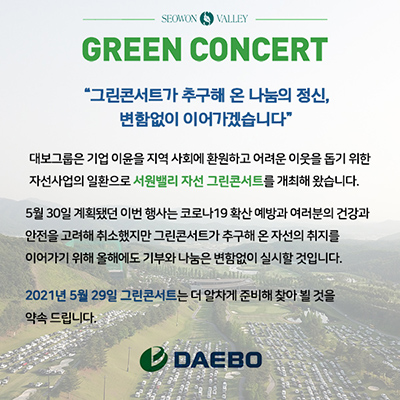 SEOWON VALLEY
GREEN CONCERT
“그린콘서트가 추구해 온 나눔의 정신,
변함없이 이어가겠습니다”
대보그룹은 기업 이윤을 지역 사회에 환원하고 어려운 이웃을 돕기 위한
자선사업의 일환으로 서원밸리 자선 그린콘서트를 개최해 왔습니다.
5월 30일 계획됐던 이번 행사는 코로나19 확산 예방과 여러분의 건강과
안전을 고려해 취소했지만 그린콘서트가 추구해 온 자선의 취지를
이어가기 위해 올해에도 기부와 나눔은 변함없이 실시할 것입니다.
2021년 5월 29일 그린콘서트는 더 알차게 준비해 찾아 뵐 것을
약속 드립니다.
DAEBO